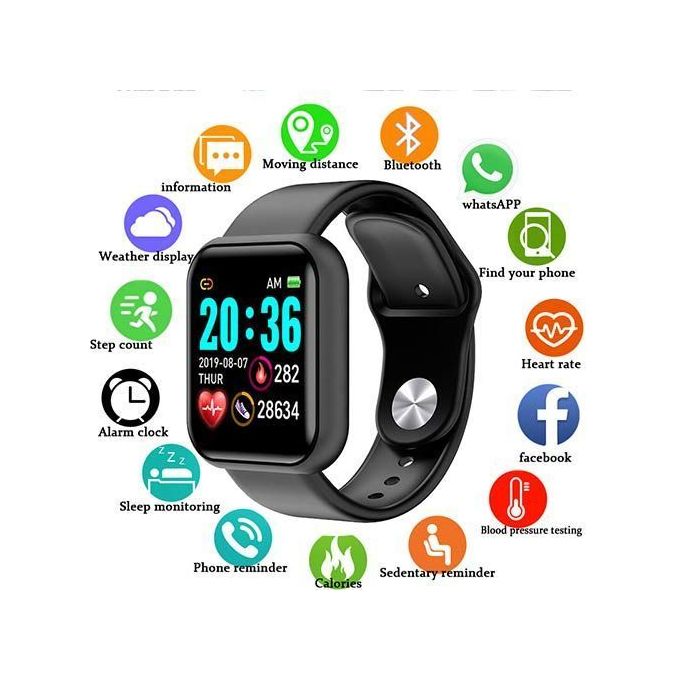 Moving distance
Bluetooth
information
whatsAPP
Weather display
Find your phone
AM
20:36
2019-08-07
THUR
282
28634
Step count
Heart rate
Alarm clock
facebook
Sleep monitoring
Blood pressure testing
Phone reminder
Calories
Sedentary reminder